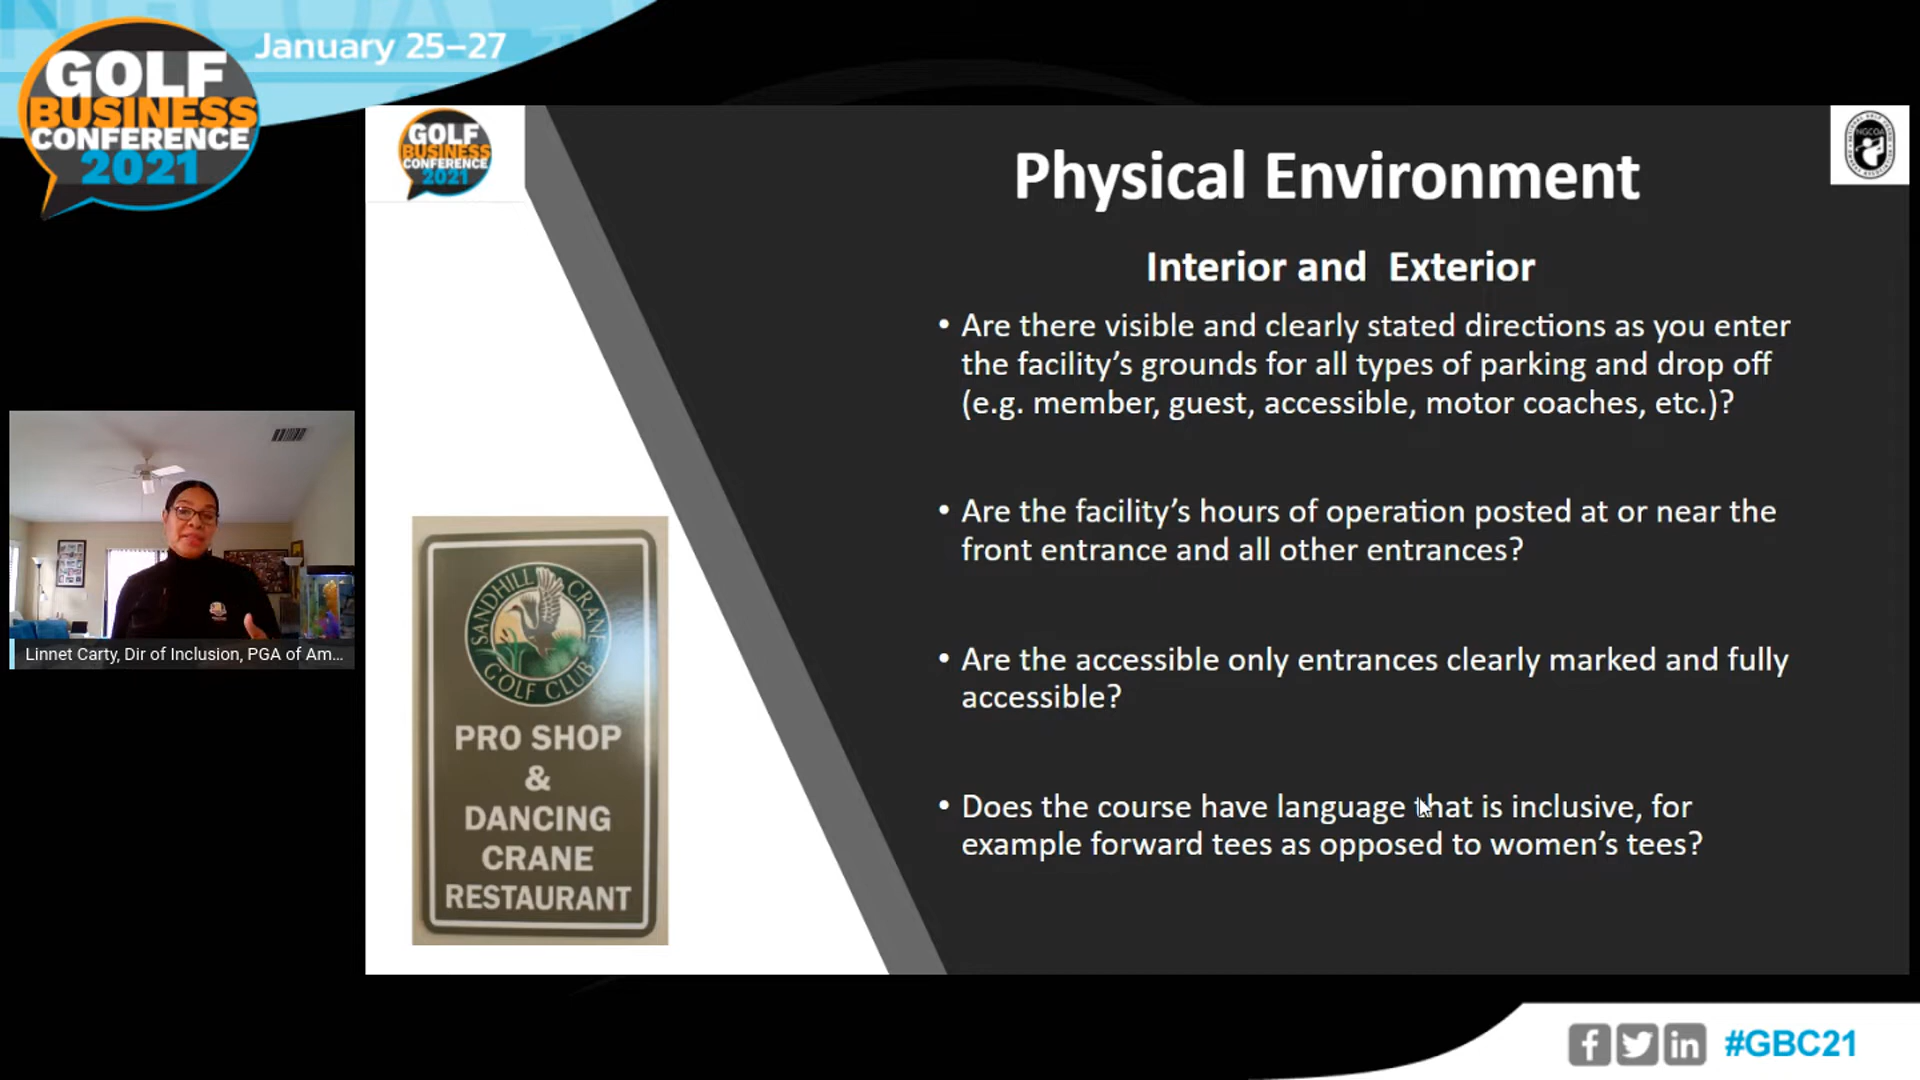 January 25–27
GOLF
BUSINESS
CONFERENCE
2021
GOLF
BUSINESS
CONFERENCE
2021
NGCOA
Physical Environment
Interior and Exterior
• Are there visible and clearly stated directions as you enter
the facility’s grounds for all types of parking and drop off
(e.g. member, guest, accessible, motor coaches, etc.)?
• Are the facility’s hours of operation posted at or near the
front entrance and all other entrances?
• Are the accessible only entrances clearly marked and fully
accessible?
• Does the course have language that is inclusive, for
example forward tees as opposed to women’s tees?
SANDHILL CRANE
GOLF CLUB
PRO SHOP
&
DANCING
CRANE
RESTAURANT
Linnet Carty, Dir of Inclusion, PGA of Am...
#GBC21